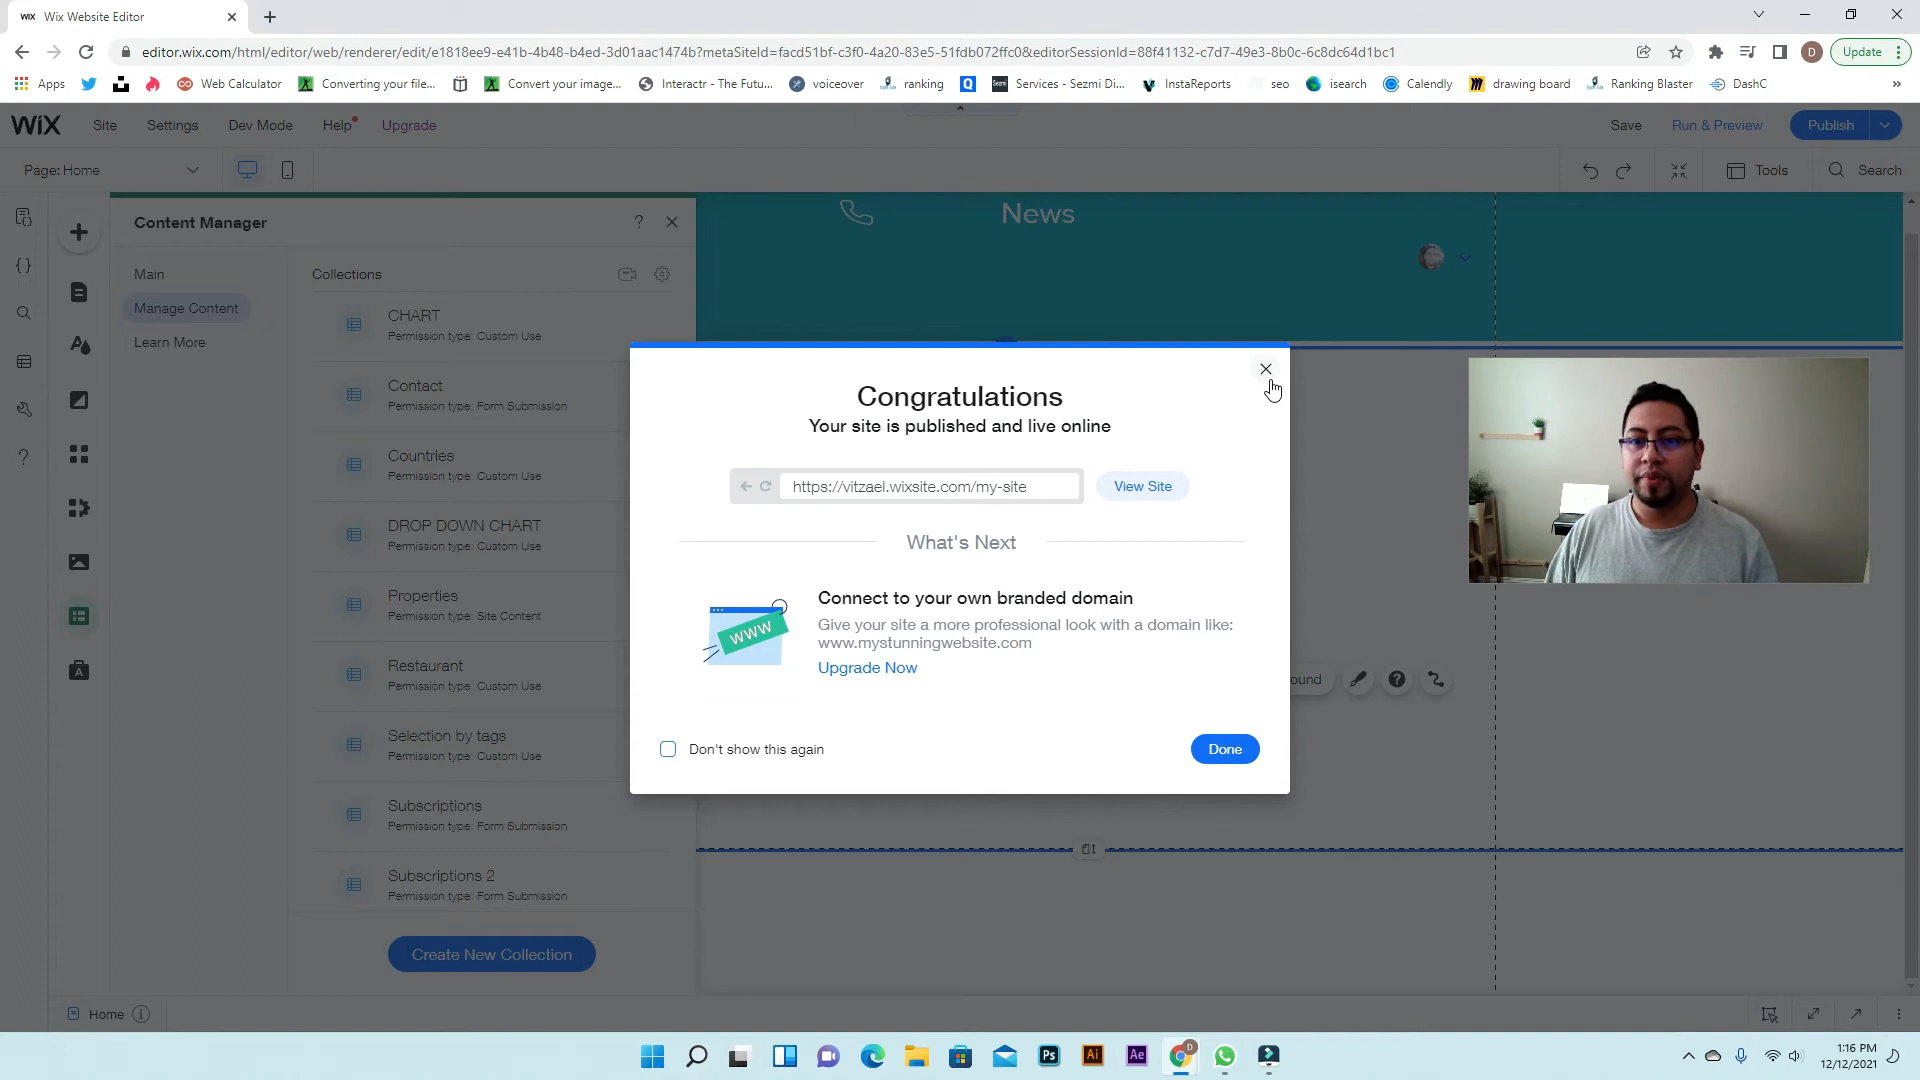 WIX Wix Website Editor
editor.wix.com/html/editor/web/renderer/edit/e1818ee9-e41b-4b48-b4ed-3d01aac1474b?metaSiteId=facd51bf-c3f0-4a20-83e5-51fdb072ffc0&editorSessionId=88f41132-c7d7-49e3-8b0c-6c8dc64d1bc1
D
Update
Apps
Web Calculator
Converting your file...
Convert your image...
Interactr - The Futu...
voiceover
ranking
Services - Sezmi Di...
InstaReports
seo
isearch
Calendly
drawing board
Ranking Blaster
DashC
»
WIX Site Settings Dev Mode Help Upgrade
Save Run & Preview Publish
Page: Home
Tools Search
Content Manager
?
Main
Manage Content
Learn More
Collections
CHART
Permission type: Custom Use
Contact
Permission type: Form Submission
Countries
Permission type: Custom Use
DROP DOWN CHART
Permission type: Custom Use
Properties
Permission type: Site Content
Restaurant
Permission type: Custom Use
Selection by tags
Permission type: Custom Use
Subscriptions
Permission type: Form Submission
Subscriptions 2
Permission type: Form Submission
Create New Collection
News
Congratulations
Your site is published and live online
https://vitzael.wixsite.com/my-site
View Site
What's Next
WWW
Connect to your own branded domain
Give your site a more professional look with a domain like:
www.mystunningwebsite.com
Upgrade Now
Don't show this again
Done
ound
Home
Ps
Ai
Ae
D
1:16 PM
12/12/2021